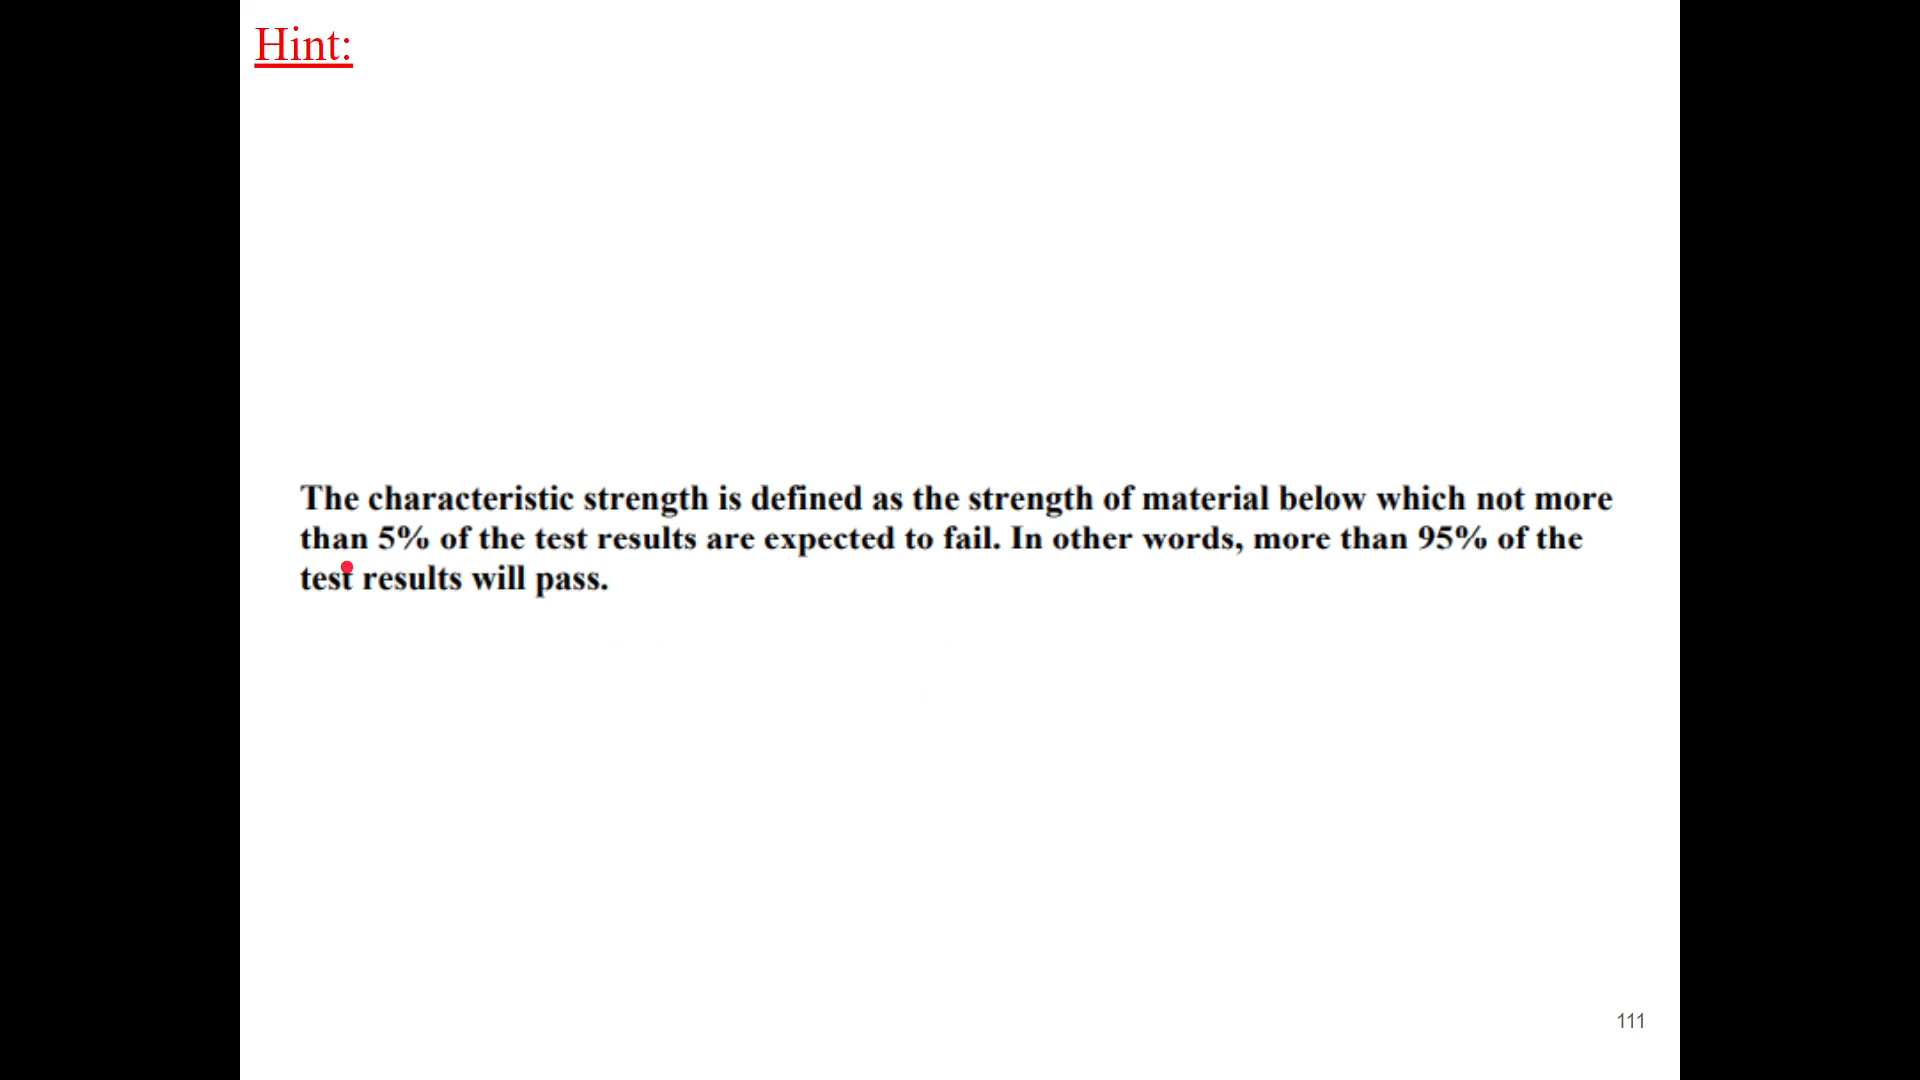 Hint:
The characteristic strength is defined as the strength of material below which not more
than 5% of the test results are expected to fail. In other words, more than 95% of the
test results will pass.
111